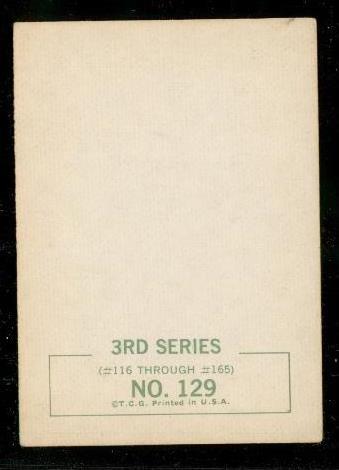 3RD SERIES
(#116 THROUGH #165)
NO. 129
©T.C.G. Printed in U.S.A.